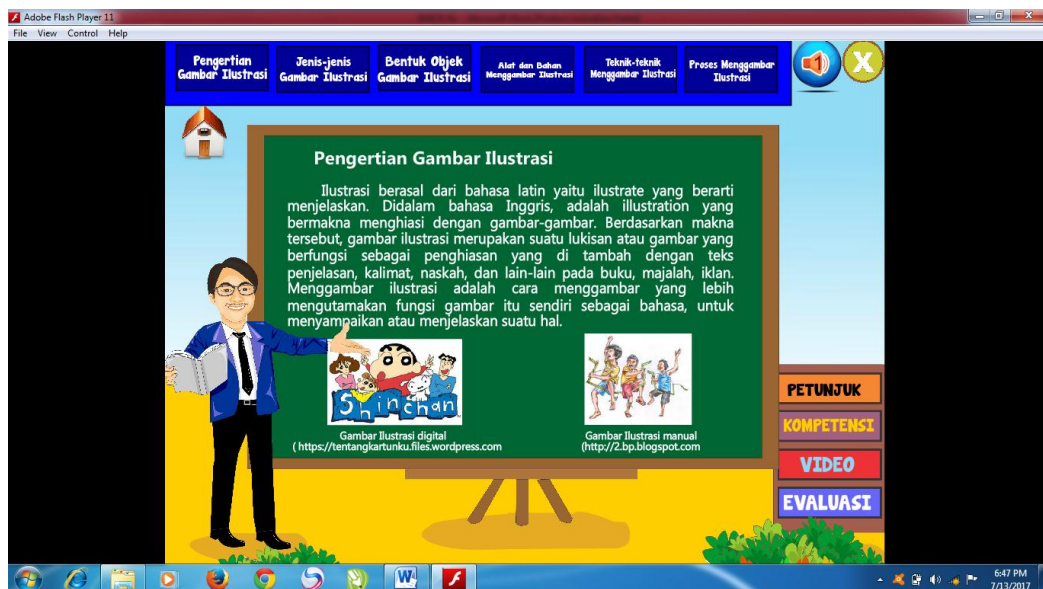 Adobe Flash Player 11
File View Control Help
Pengertian
Gambar Ilustrasi
Jenis-jenis
Gambar Ilustrasi
Bentuk Objek
Gambar Ilustrasi
Alat dan Bahan
Menggambar Ilustrasi
Teknik-teknik
Menggambar Ilustrasi
Proses Menggambar
Ilustrasi
X
Pengertian Gambar Ilustrasi
Ilustrasi berasal dari bahasa latin yaitu ilustrate yang berarti
menjelaskan. Didalam bahasa Inggris, adalah illustration yang
bermakna menghiasi dengan gambar-gambar. Berdasarkan makna
tersebut, gambar ilustrasi merupakan suatu lukisan atau gambar yang
berfungsi sebagai penghiasan yang di tambah dengan teks
penjelasan, kalimat, naskah, dan lain-lain pada buku, majalah, iklan.
Menggambar ilustrasi adalah cara menggambar yang lebih
mengutamakan fungsi gambar itu sendiri sebagai bahasa, untuk
menyampaikan atau menjelaskan suatu hal.
Shinchan
Gambar Ilustrasi digital
( https://tentangkartunku.files.wordpress.com
Gambar Ilustrasi manual
(http://2.bp.blogspot.com
PETUNJUK
KOMPETENSI
VIDEO
EVALUASI
6:47 PM
7/13/2017